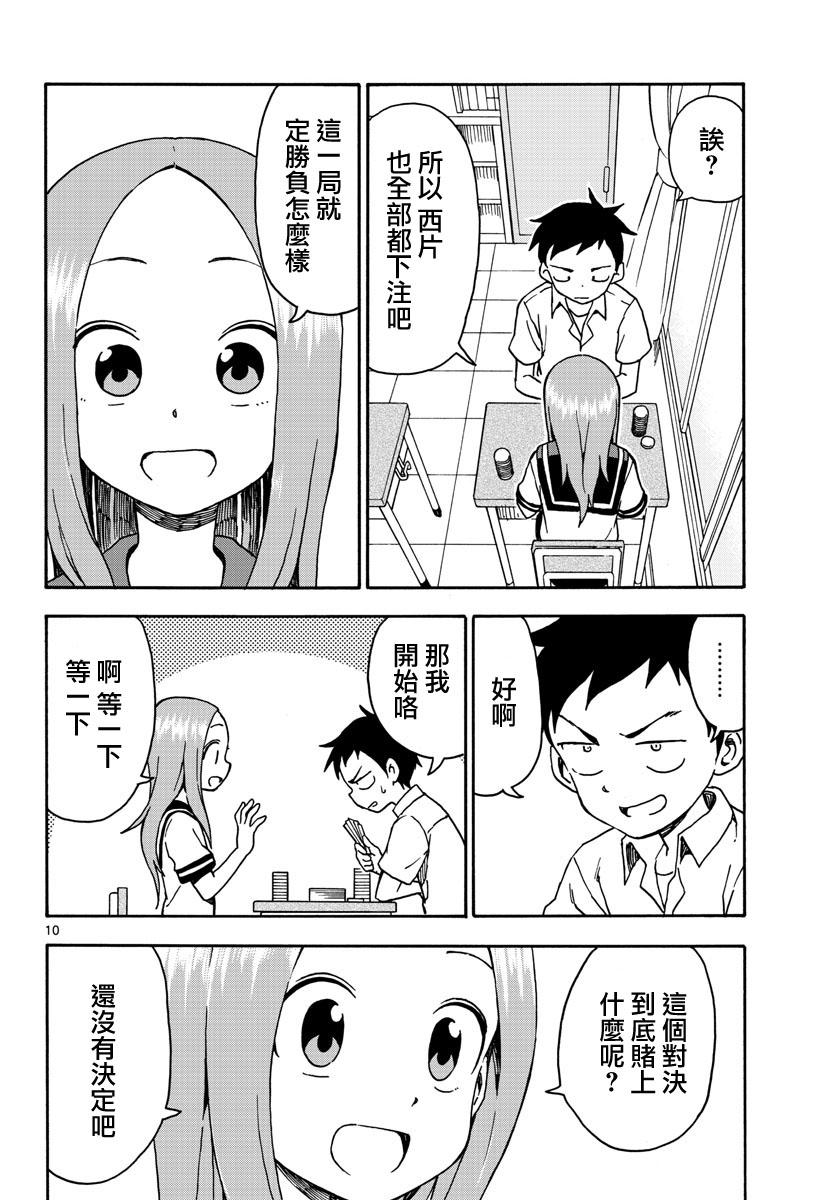 誒?
所以 西片
也全部都下注吧
這一局就
定勝負怎麼樣
………
好啊
那我
開始咯
啊 等一下
等一下
10
這個對決
到底賭上
什麼呢?
還沒有決定吧